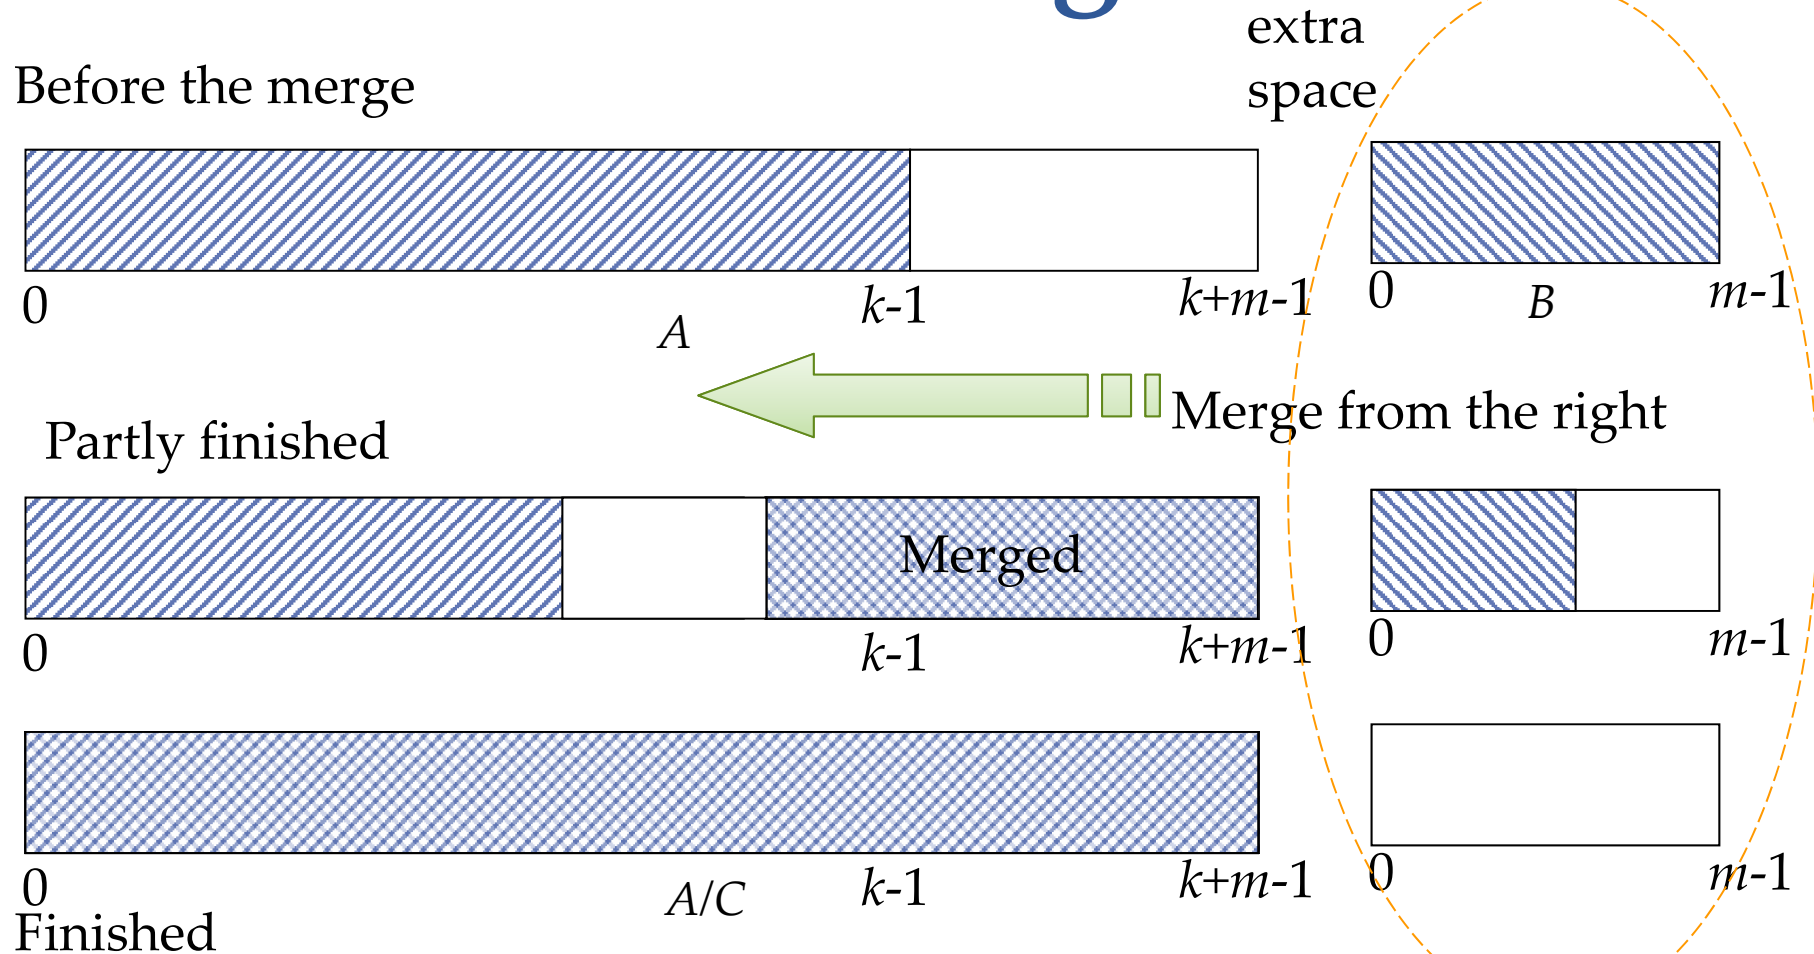 extra
space
Before the merge
0 k-1 k+m-1 0 m-1
A B
Merge from the right
Partly finished
Merged
0 k-1 k+m-1 0 m-1
0 k-1 k+m-1 0 m-1
A/C
Finished